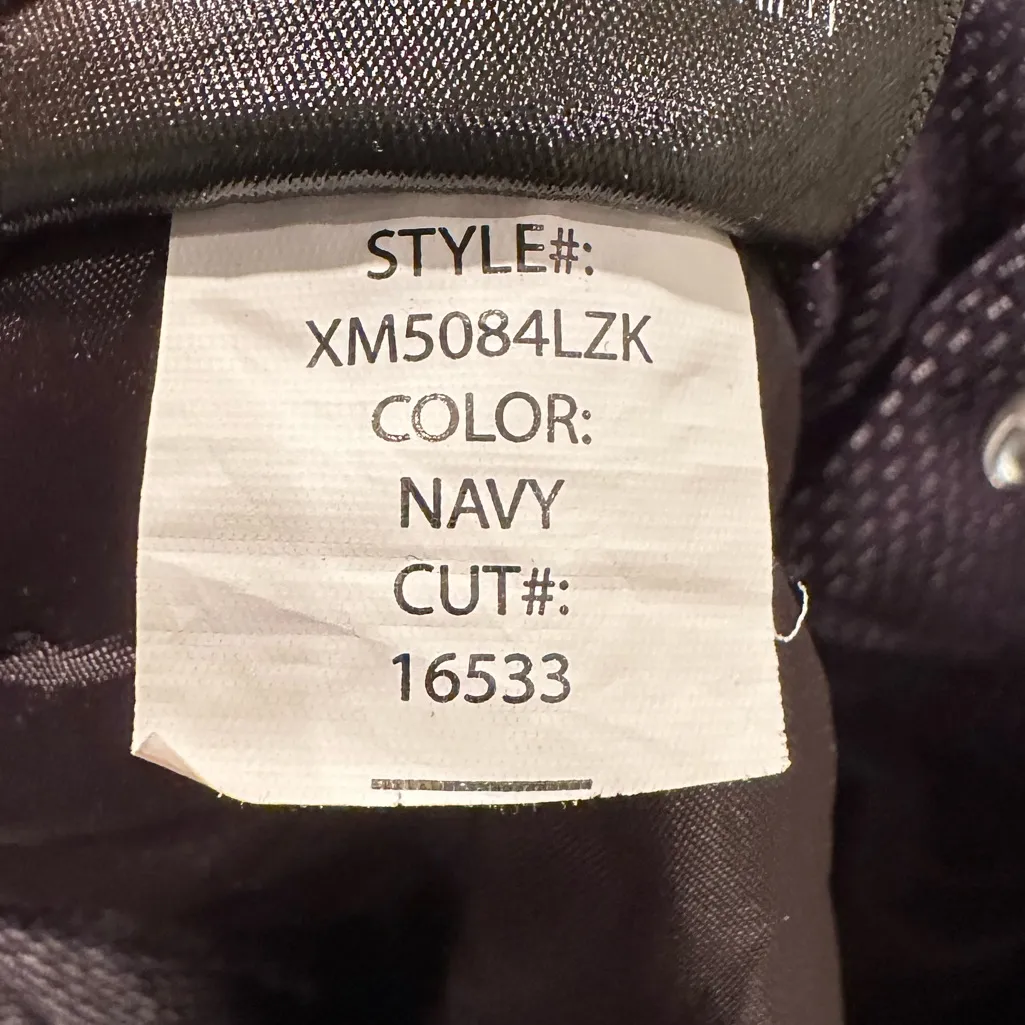 STYLE#:
XM5084LZK
COLOR:
NAVY
CUT#:
16533